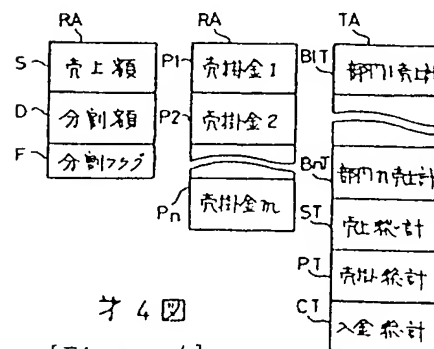 RA RA TA
S 売上額
D 分割額
F 分割フラグ
P1 売掛金1
P2 売掛金2
Pn 売掛金n
B1T 部門1売上計
BnT 部門n売上計
ST 売上総計
PT 売掛総計
CT 入金総計
才4図